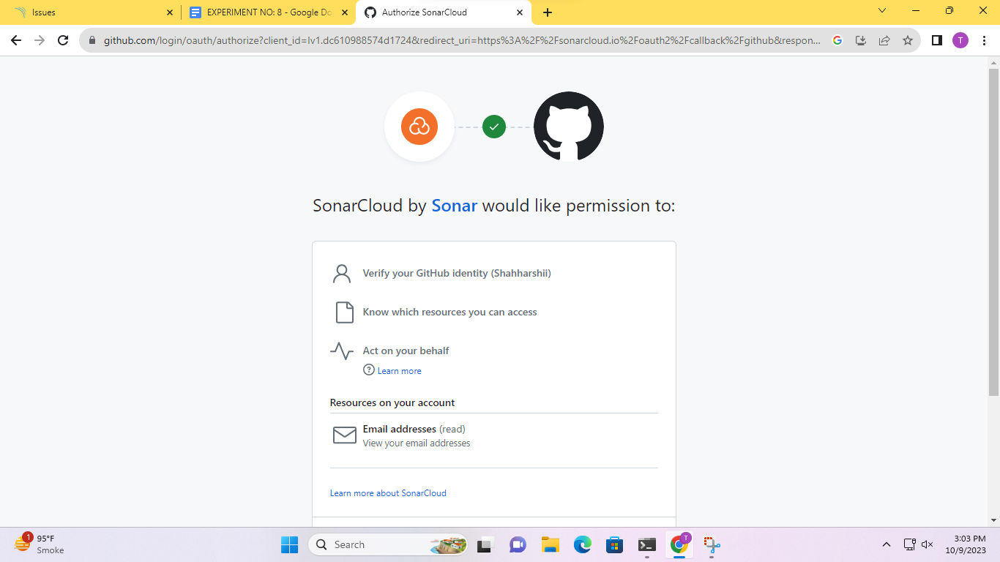 Issues
EXPERIMENT NO: 8 - Google Do
Authorize SonarCloud
github.com/login/oauth/authorize?client_id=Iv1.dc610988574d1724&redirect_uri=https%3A%2F%2Fsonarcloud.io%2Foauth2%2Fcallback%2Fgithub&respon...
T
SonarCloud by Sonar would like permission to:
Verify your GitHub identity (Shahharshii)
Know which resources you can access
Act on your behalf
Learn more
Resources on your account
Email addresses (read)
View your email addresses
Learn more about SonarCloud
1
95°F
Smoke
Search
T
3:03 PM
10/9/2023